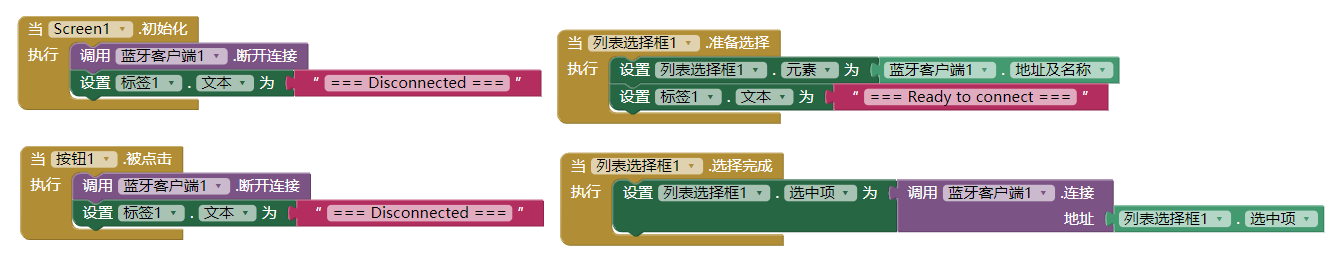 当 Screen1 .初始化
执行 调用 蓝牙客户端1 .断开连接
设置 标签1 . 文本 为 “ === Disconnected === ”
当 列表选择框1 .准备选择
执行 设置 列表选择框1 . 元素 为 蓝牙客户端1 . 地址及名称
设置 标签1 . 文本 为 “ === Ready to connect === ”
当 按钮1 .被点击
执行 调用 蓝牙客户端1 .断开连接
设置 标签1 . 文本 为 “ === Disconnected === ”
当 列表选择框1 .选择完成
执行 设置 列表选择框1 . 选中项 为 调用 蓝牙客户端1 .连接
地址 列表选择框1 . 选中项